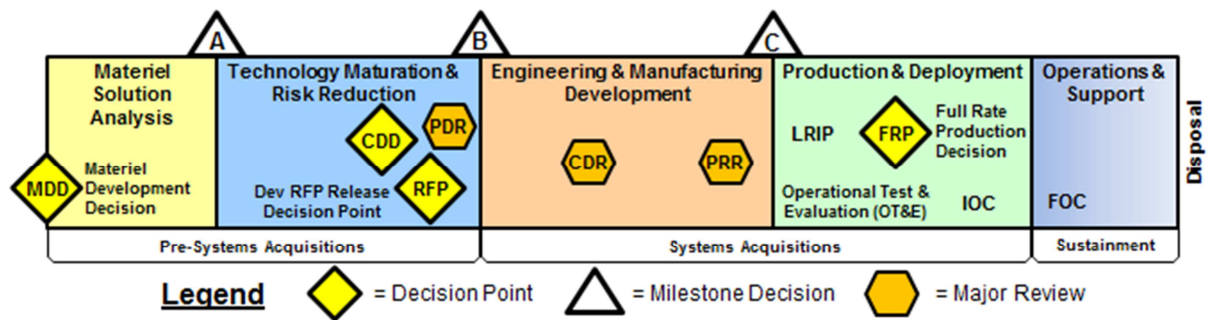 A
B
C
Materiel
Solution
Analysis
MDD
Materiel
Development
Decision
Technology Maturation &
Risk Reduction
CDD
PDR
Dev RFP Release
Decision Point
RFP
Engineering & Manufacturing
Development
CDR
PRR
Production & Deployment
LRIP
FRP
Full Rate
Production
Decision
Operational Test &
Evaluation (OT&E)
IOC
Operations &
Support
FOC
Disposal
Pre-Systems Acquisitions
Systems Acquisitions
Sustainment
Legend
= Decision Point
= Milestone Decision
= Major Review